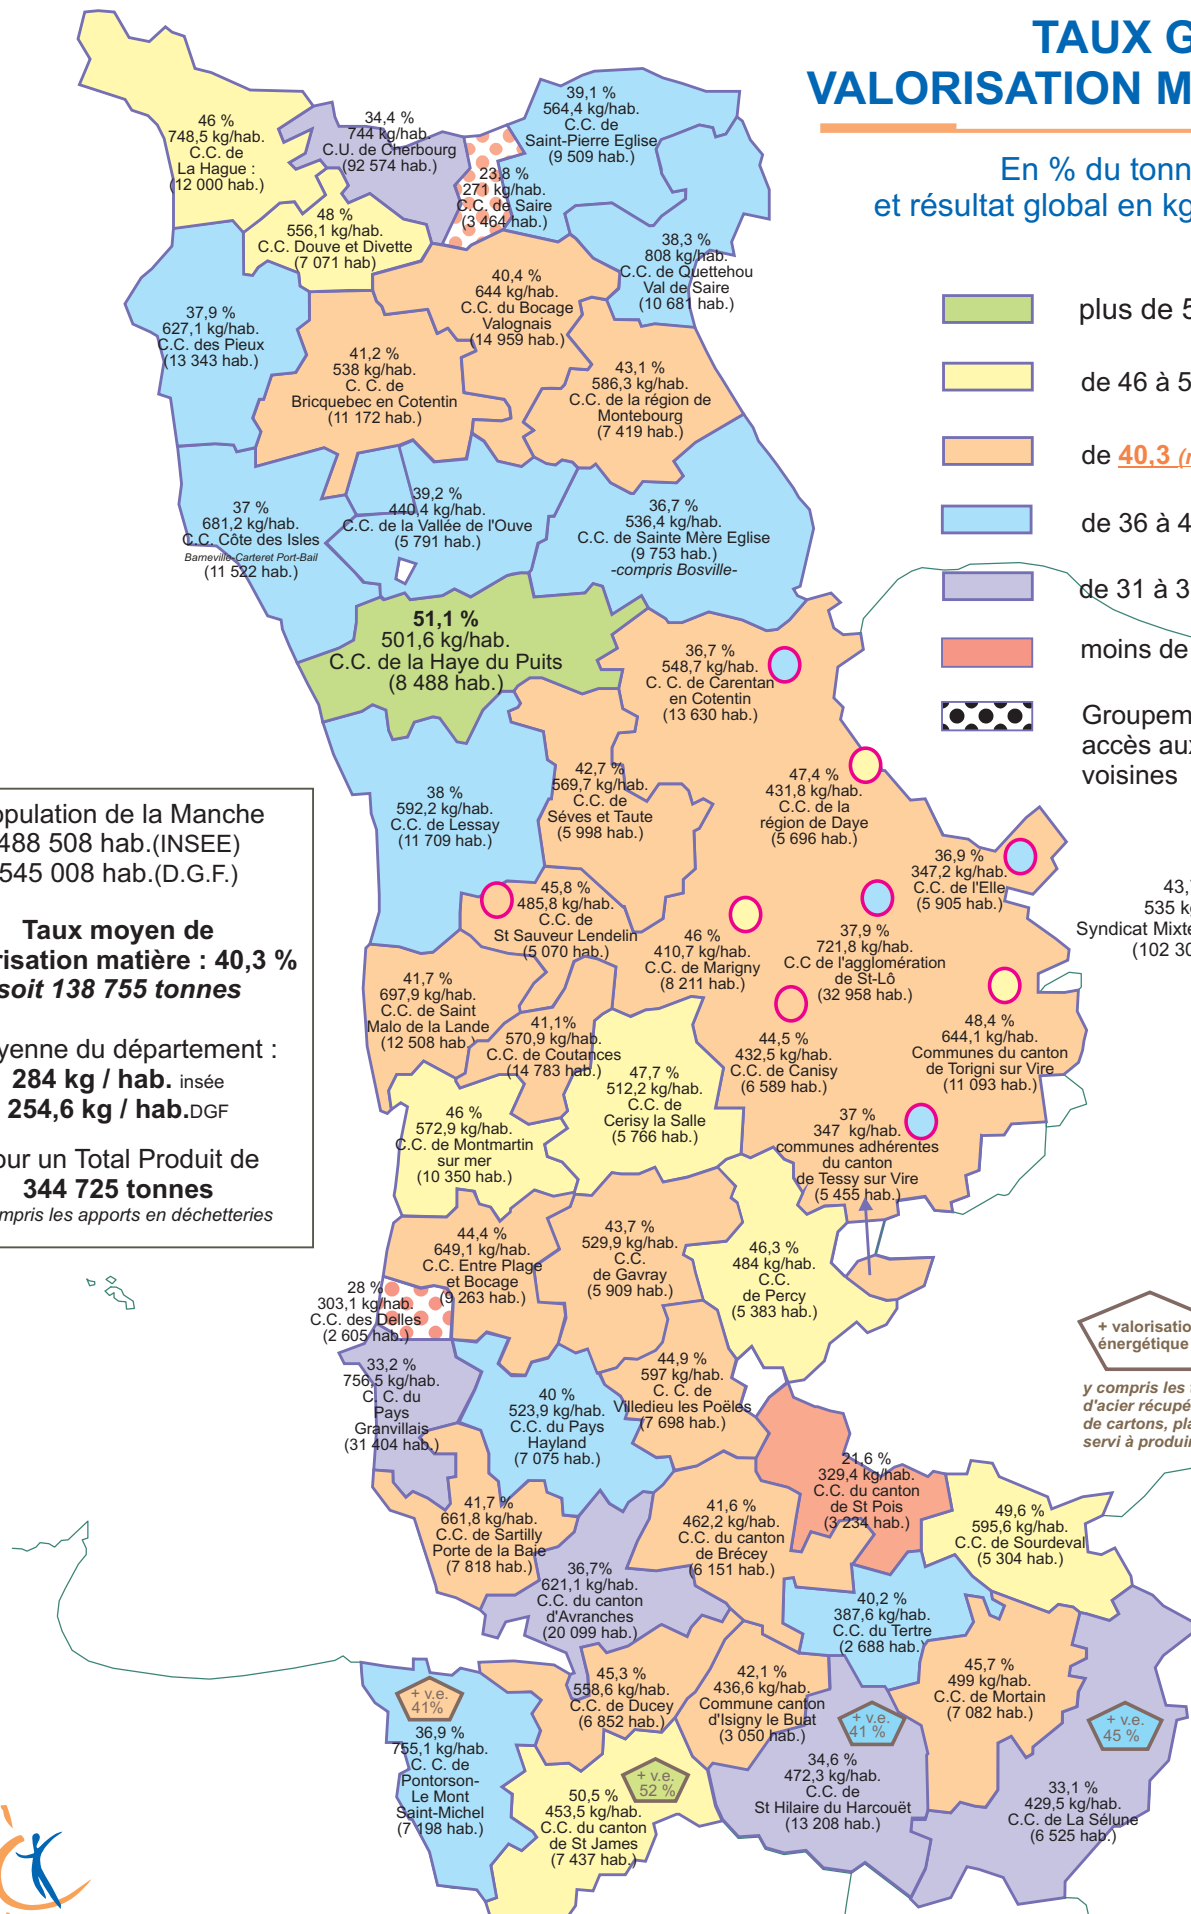 TAUX G
VALORISATION M
En % du tonn
et résultat global en kg
46 %
748,5 kg/hab.
C.C. de
La Hague :
(12 000 hab.)
34,4 %
744 kg/hab.
C.U. de Cherbourg
(92 574 hab.)
39,1 %
564,4 kg/hab.
C.C. de
Saint-Pierre Eglise
(9 509 hab.)
23,8 %
271 kg/hab.
C.C. de Saire
(3 464 hab.)
48 %
556,1 kg/hab.
C.C. Douve et Divette
(7 071 hab)
38,3 %
808 kg/hab.
C.C. de Quettehou
Val de Saire
(10 681 hab.)
40,4 %
644 kg/hab.
C.C. du Bocage
Valognais
(14 959 hab.)
37,9 %
627,1 kg/hab.
C.C. des Pieux
(13 343 hab.)
41,2 %
538 kg/hab.
C. C. de
Bricquebec en Cotentin
(11 172 hab.)
43,1 %
586,3 kg/hab.
C.C. de la région de
Montebourg
(7 419 hab.)
plus de 5
de 46 à 5
de 40,3 (r
de 36 à 4
de 31 à 3
moins de
Groupem
accès aux
voisines
37 %
681,2 kg/hab.
C.C. Côte des Isles
Barneville-Carteret Port-Bail
(11 522 hab.)
39,2 %
440,4 kg/hab.
C.C. de la Vallée de l'Ouve
(5 791 hab.)
36,7 %
536,4 kg/hab.
C.C. de Sainte Mère Eglise
(9 753 hab.)
-compris Bosville-
51,1 %
501,6 kg/hab.
C.C. de la Haye du Puits
(8 488 hab.)
36,7 %
548,7 kg/hab.
C. C. de Carentan
en Cotentin
(13 630 hab.)
42,7 %
569,7 kg/hab.
C.C. de
Séves et Taute
(5 998 hab.)
38 %
592,2 kg/hab.
C.C. de Lessay
(11 709 hab.)
47,4 %
431,8 kg/hab.
C.C. de la
région de Daye
(5 696 hab.)
36,9 %
347,2 kg/hab.
C.C. de l'Elle
(5 905 hab.)
43,7
535 kg
Syndicat Mixte
(102 30
opulation de la Manche
488 508 hab.(INSEE)
545 008 hab.(D.G.F.)
Taux moyen de
risation matière : 40,3 %
soit 138 755 tonnes
yenne du département :
284 kg / hab. insée
254,6 kg / hab.DGF
our un Total Produit de
344 725 tonnes
mpris les apports en déchetteries
45,8 %
485,8 kg/hab.
C.C. de
St Sauveur Lendelin
(5 070 hab.)
46 %
410,7 kg/hab.
C.C. de Marigny
(8 211 hab.)
37,9 %
721,8 kg/hab.
C.C de l'agglomération
de St-Lô
(32 958 hab.)
41,7 %
697,9 kg/hab.
C.C. de Saint
Malo de la Lande
(12 508 hab.)
41,1%
570,9 kg/hab.
C.C. de Coutances
(14 783 hab.)
44,5 %
432,5 kg/hab.
C.C. de Canisy
(6 589 hab.)
48,4 %
644,1 kg/hab.
Communes du canton
de Torigni sur Vire
(11 093 hab.)
47,7 %
512,2 kg/hab.
C.C. de
Cerisy la Salle
(5 766 hab.)
46 %
572,9 kg/hab.
C.C. de Montmartin
sur mer
(10 350 hab.)
37 %
347 kg/hab.
communes adhérentes
du canton
de Tessy sur Vire
(5 455 hab.)
44,4 %
649,1 kg/hab.
C.C. Entre Plage
et Bocage
(9 263 hab.)
43,7 %
529,9 kg/hab.
C.C.
de Gavray
(5 909 hab.)
46,3 %
484 kg/hab.
C.C.
de Percy
(5 383 hab.)
28 %
303,1 kg/hab.
C.C. des Delles
(2 605 hab.)
33,2 %
756,5 kg/hab.
C. C. du
Pays
Granvillais
(31 404 hab.)
40 %
523,9 kg/hab.
C.C. du Pays
Hayland
(7 075 hab.)
44,9 %
597 kg/hab.
C. C. de
Villedieu les Poëles
(7 698 hab.)
+ valorisatio
énergétique
y compris les t
d'acier récupé
de cartons, pla
servi à produir
21,6 %
329,4 kg/hab.
C.C. du canton
de St Pois
(3 234 hab.)
41,7 %
661,8 kg/hab.
C.C. de Sartilly
Porte de la Baie
(7 818 hab.)
41,6 %
462,2 kg/hab.
C.C. du canton
de Brécey
(6 151 hab.)
49,6 %
595,6 kg/hab.
C.C. de Sourdeval
(5 304 hab.)
36,7%
621,1 kg/hab.
C.C. du canton
d'Avranches
(20 099 hab.)
40,2 %
387,6 kg/hab.
C.C. du Tertre
(2 688 hab.)
45,3 %
558,6 kg/hab.
C.C. de Ducey
(6 852 hab.)
42,1 %
436,6 kg/hab.
Commune canton
d'Isigny le Buat
(3 050 hab.)
45,7 %
499 kg/hab.
C.C. de Mortain
(7 082 hab.)
+ v.e.
41%
36,9 %
755,1 kg/hab.
C. C. de
Pontorson-
Le Mont
Saint-Michel
(7 198 hab.)
+ v.e.
41 %
34,6 %
472,3 kg/hab.
C.C. de
St Hilaire du Harcouët
(13 208 hab.)
+ v.e.
45 %
33,1 %
429,5 kg/hab.
C.C. de La Sélune
(6 525 hab.)
+ v.e.
52 %
50,5 %
453,5 kg/hab.
C.C. du canton
de St James
(7 437 hab.)